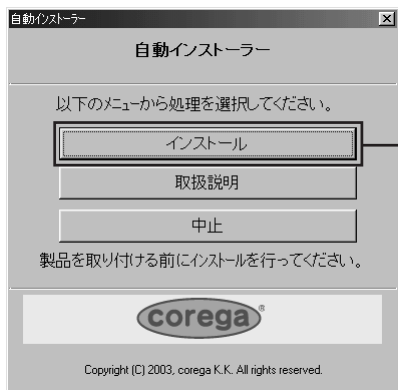 自動インストーラー
自動インストーラー
以下のメニューから処理を選択してください。
インストール
取扱説明
中止
製品を取り付ける前にインストールを行ってください。
corega®
Copyright (C) 2003, corega K.K. All rights reserved.